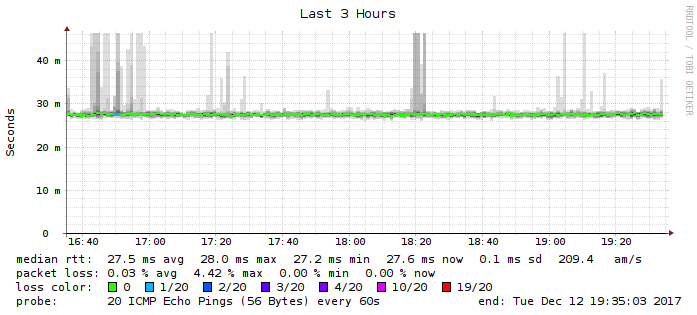 Last 3 Hours
RRDTOOL / TOBI OETIKER
Seconds
40 m
30 m
20 m
10 m
0
16:40 17:00 17:20 17:40 18:00 18:20 18:40 19:00 19:20
median rtt: 27.5 ms avg 28.0 ms max 27.2 ms min 27.6 ms now 0.1 ms sd 209.4 am/s
packet loss: 0.03 % avg 4.42 % max 0.00 % min 0.00 % now
loss color: 0 1/20 2/20 3/20 4/20 10/20 19/20
probe: 20 ICMP Echo Pings (56 Bytes) every 60s end: Tue Dec 12 19:35:03 2017